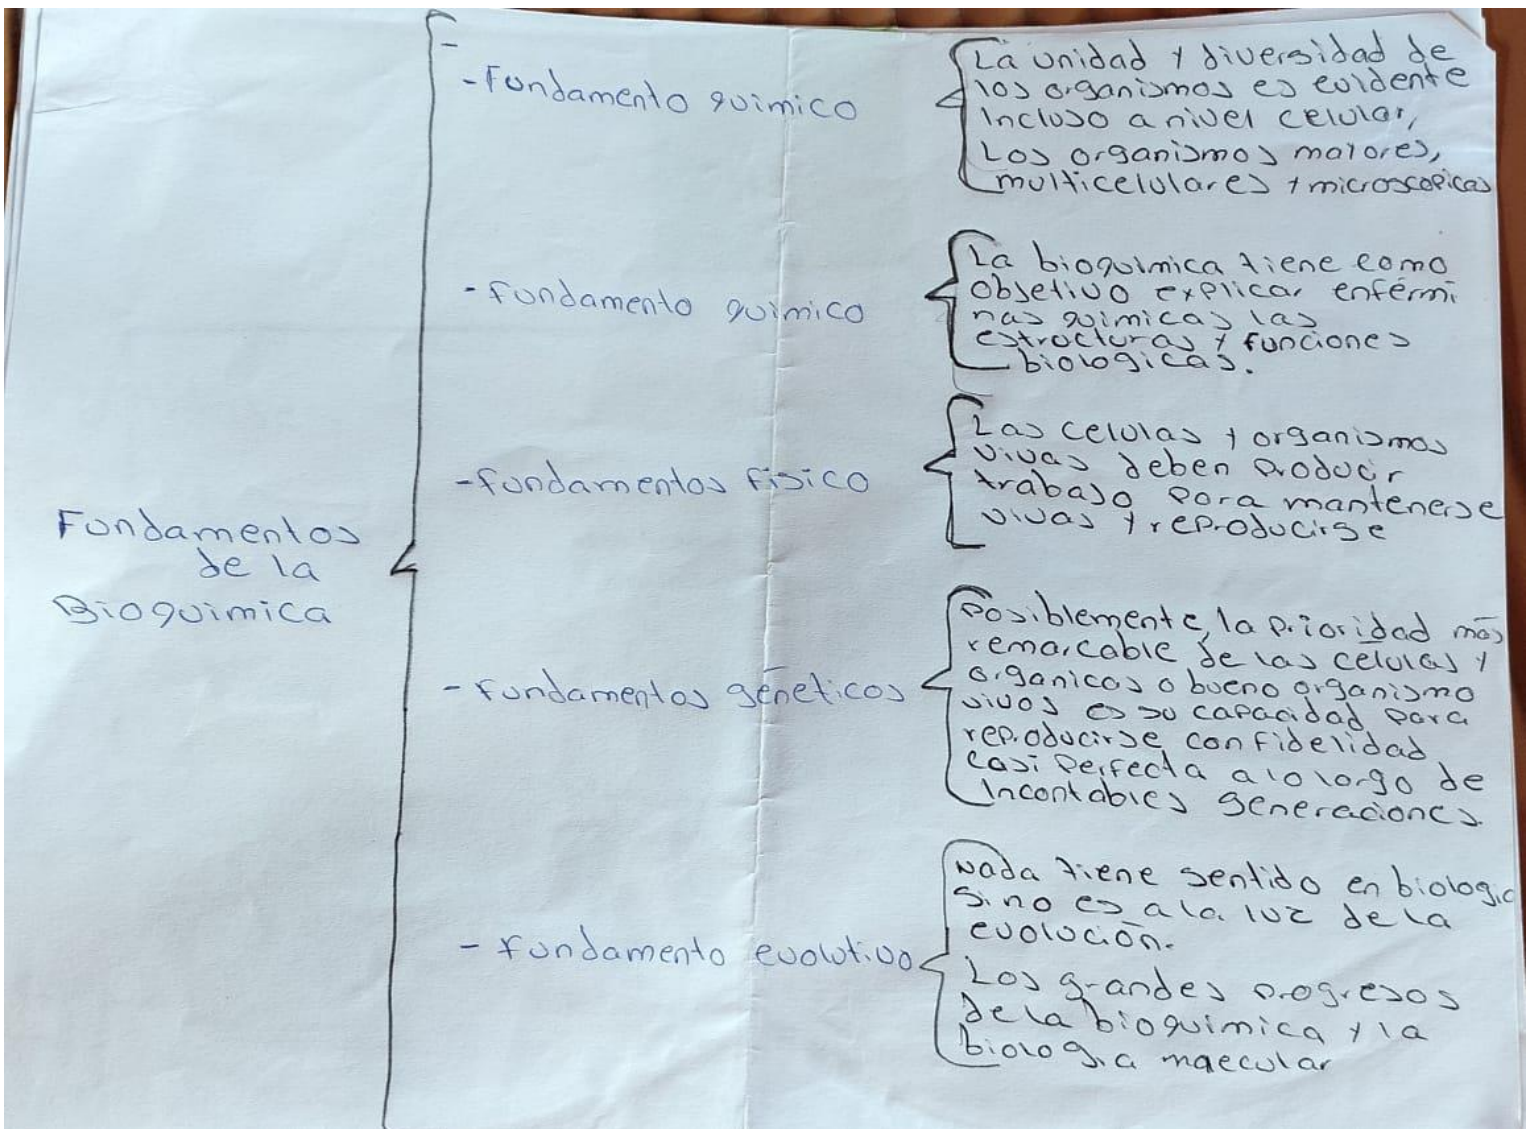 Fundamentos
de la
Bioquimica
-
- Fundamento quimico
La unidad y diversidad de
los organismos es evidente
Incluso a nivel celular,
Los organismos mayores,
multicelulares y microscopicas
- fundamento quimico
La bioquimica tiene como
objetivo explicar entérmi
nas quimicas las
estructuras y funciones
biologicas.
- fundamentos físico
Las celulas y organismos
vivas deben producir
trabajo para mantenerse
vivas y reproducirse
- Fundamentos géneticos
Posiblemente, la prioridad más
remarcable de las celulas y
organicos o bueno organismo
vivos es su capacidad para
reproducirse con fidelidad
casi perfecta a lo largo de
Incontables generaciones.
- fundamento evolutivo
Nada tiene sentido en biologia
sino es a la luz de la
evolución.
Los grandes progresos
de la bioquimica y la
biologia maecular